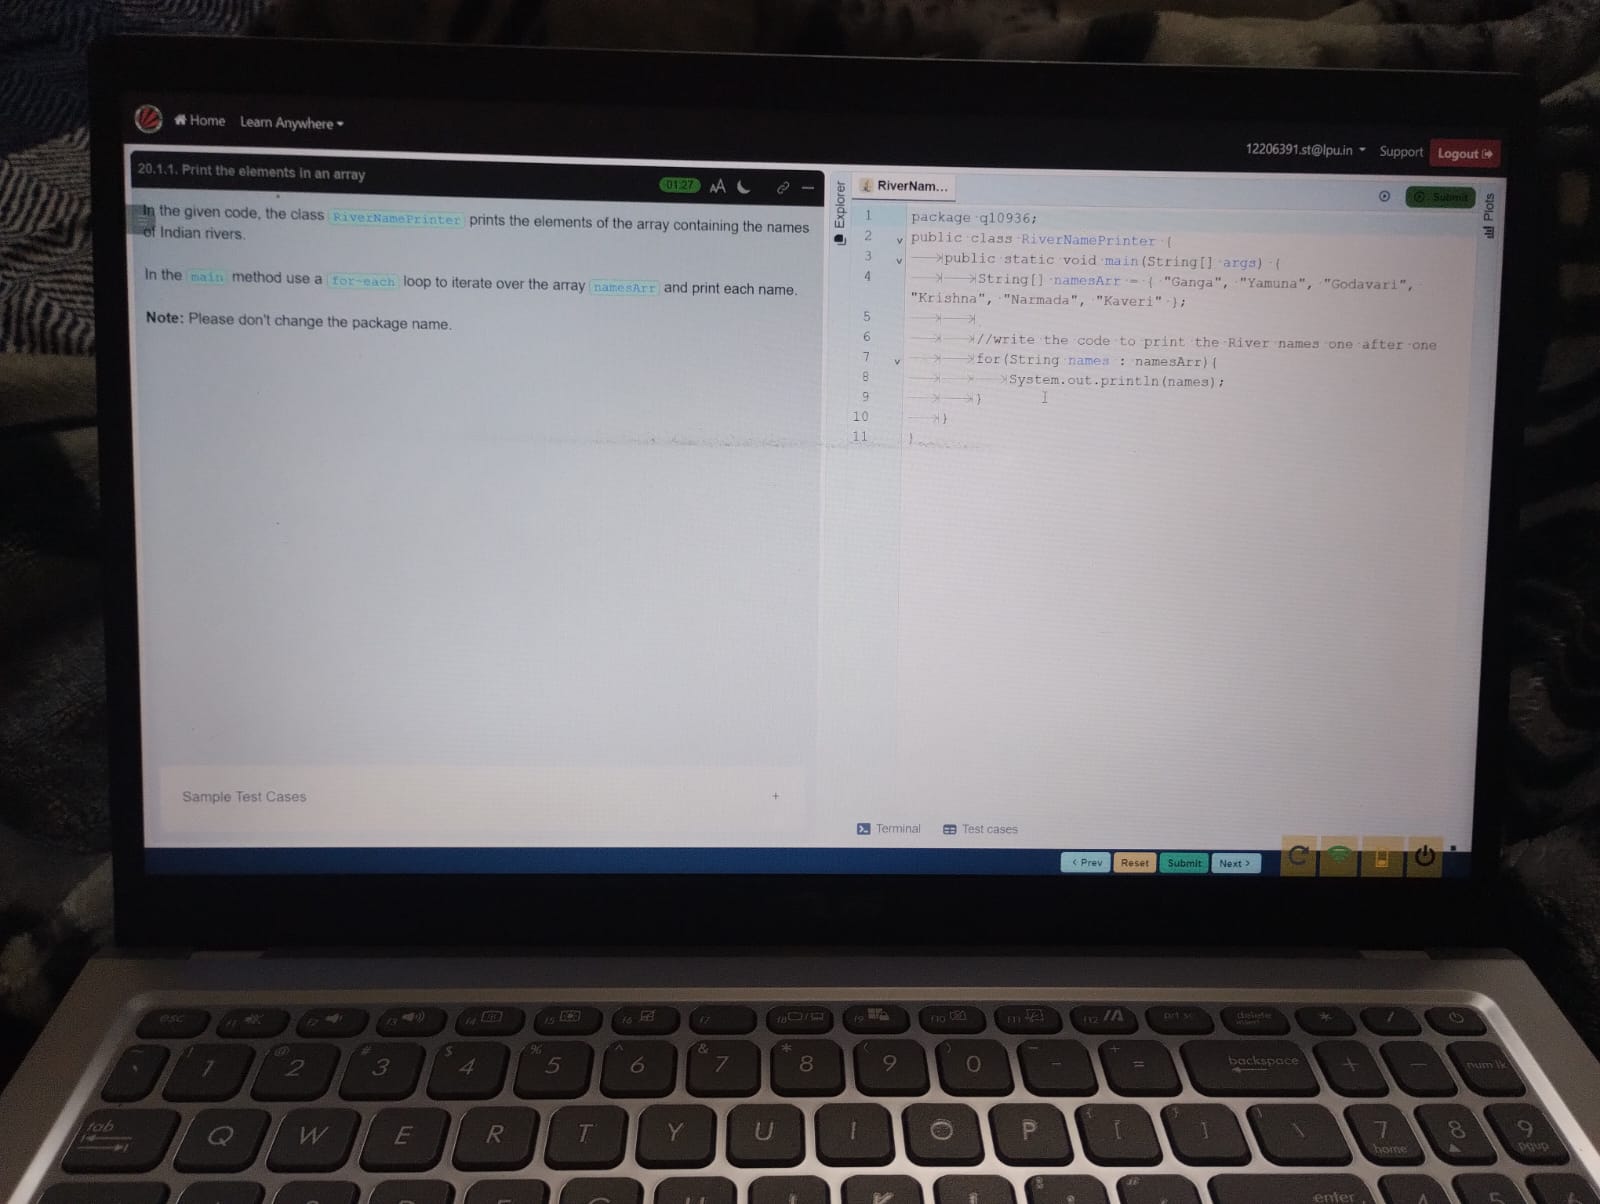 Home Learn Anywhere
12206391.st@lpu.in Support Logout
20.1.1. Print the elements in an array
01:27
In the given code, the class RiverNamePrinter prints the elements of the array containing the names
of Indian rivers.
In the main method use a for-each loop to iterate over the array namesArr and print each name.
Note: Please don't change the package name.
Sample Test Cases +
Explorer
RiverNam...
Submit
Plots
1 package q10936;
2 public class RiverNamePrinter {
3 public static void main(String[] args) {
4 String[] namesArr = { "Ganga", "Yamuna", "Godavari",
"Krishna", "Narmada", "Kaveri" };
5
6 //write the code to print the River names one after one
7 for(String names : namesArr){
8 System.out.println(names);
9 }
10 }
11 }
Terminal Test cases
< Prev Reset Submit Next >
esc f1 f2 f3 f4 f5 f6 f7 f8 f9 f10 f11 f12 prt sc delete insert * /
~ ` ! 1 @ 2 # 3 $ 4 % 5 ^ 6 & 7 * 8 ( 9 ) 0 _ - + = backspace + - num lk
tab Q W E R T Y U I O P { [ } ] | \ 7 home 8 9 pgup
enter